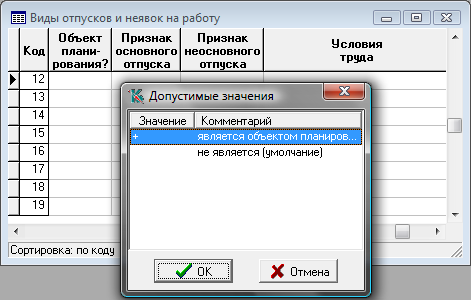 Виды отпусков и неявок на работу
Код Объект плани-рования? Признак основного отпуска Признак неосновного отпуска Условия труда
12
13
14
15
16
17
18
19
Сортировка: по коду
Допустимые значения
Значение Комментарий
+ является объектом планиров...
не является (умолчание)
OK Отмена